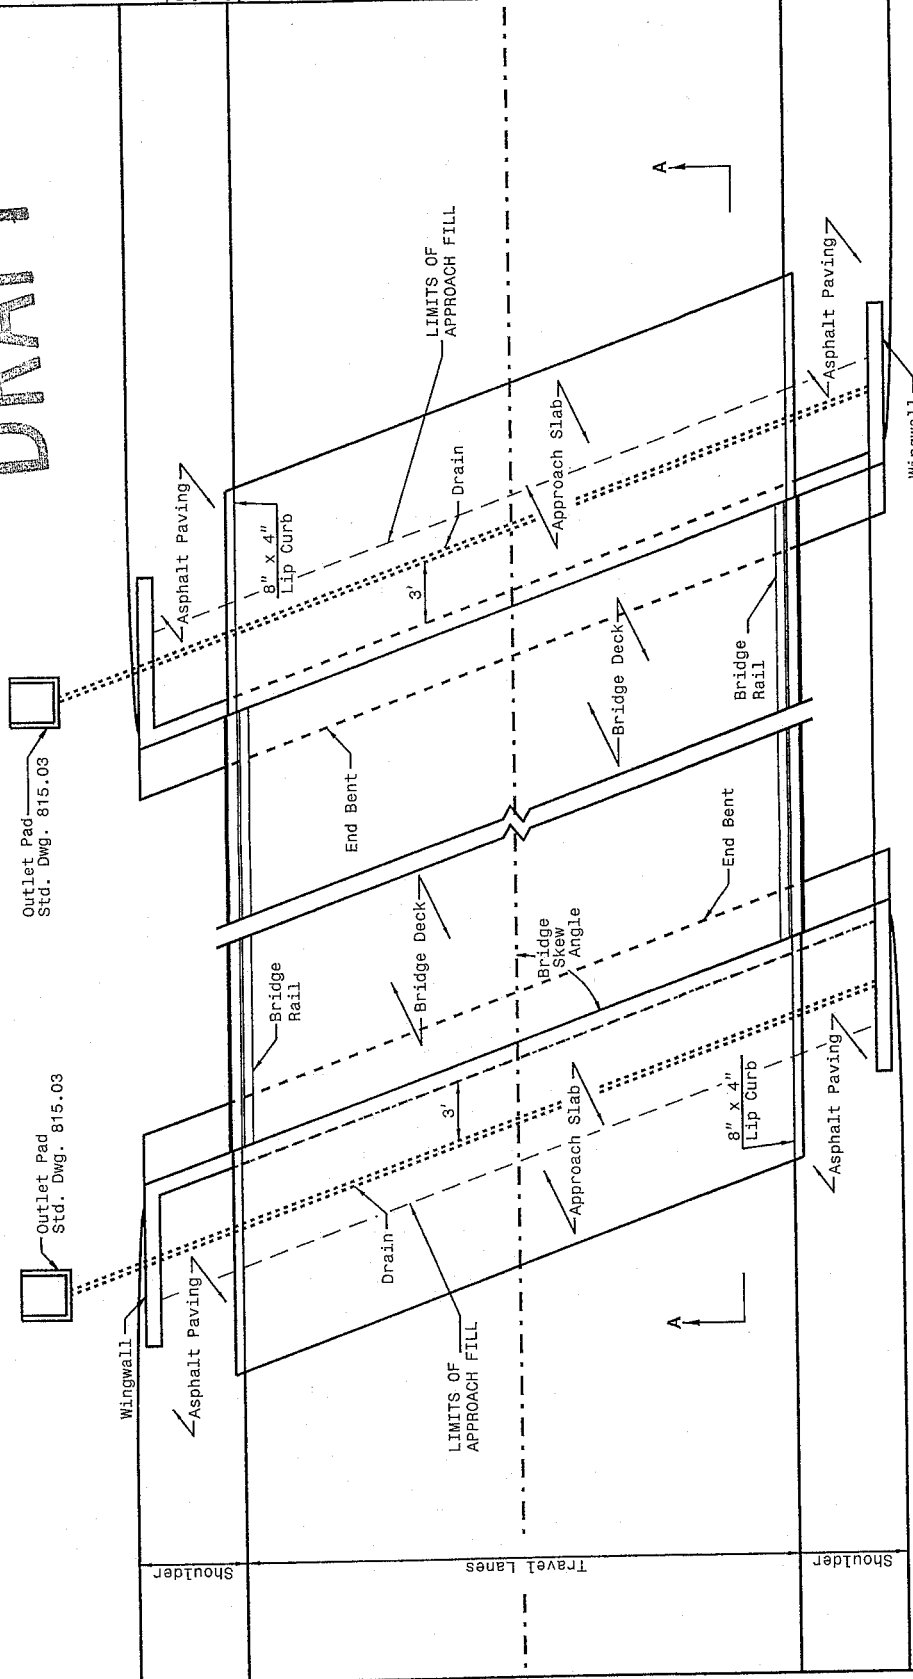 DRAFT
Outlet Pad
Std. Dwg. 815.03
Outlet Pad
Std. Dwg. 815.03
Wingwall
Asphalt Paving
Asphalt Paving
8" x 4"
Lip Curb
LIMITS OF
APPROACH FILL
Drain
3'
Approach Slab
A
Asphalt Paving
Wingwall
End Bent
Bridge Deck
Bridge
Rail
Bridge
Rail
Bridge Deck
Bridge
Skew
Angle
End Bent
3'
Drain
Approach Slab
8" x 4"
Lip Curb
Asphalt Paving
LIMITS OF
APPROACH FILL
A
Shoulder
Travel Lanes
Shoulder